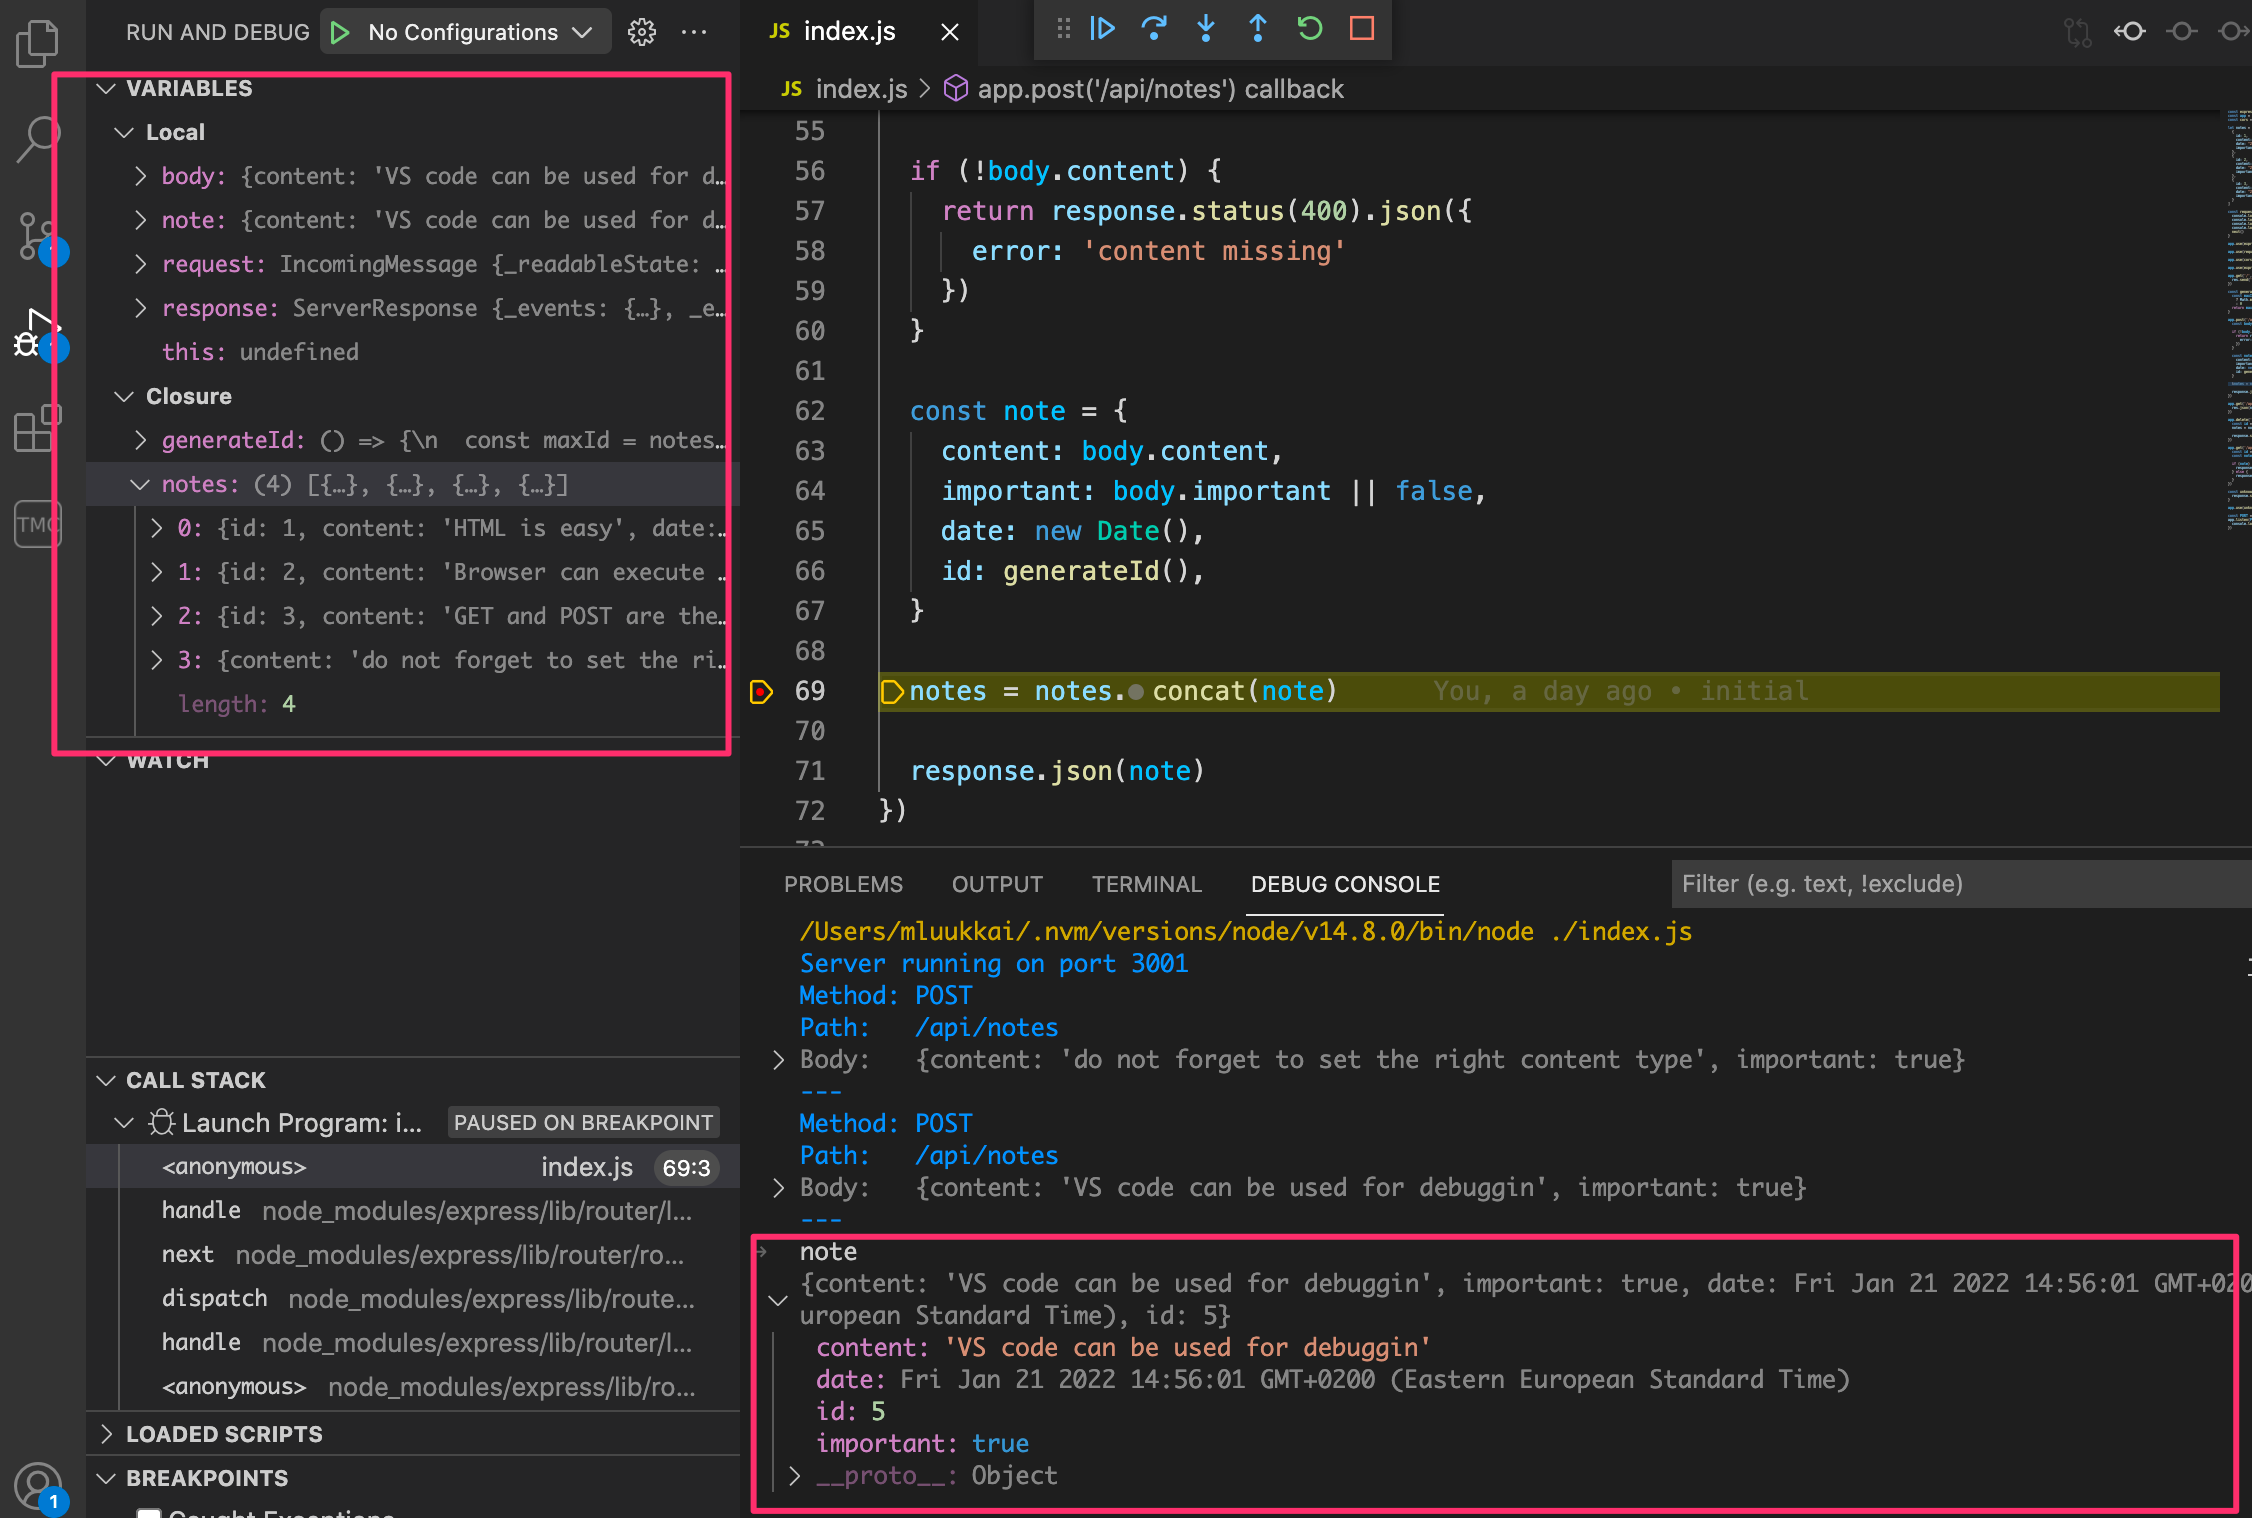 RUN AND DEBUG
No Configurations
VARIABLES
Local
body: {content: 'VS code can be used for d…
note: {content: 'VS code can be used for d…
request: IncomingMessage {_readableState: …
response: ServerResponse {_events: {…}, _e…
this: undefined
Closure
generateId: () => {\n  const maxId = notes…
notes: (4) [{…}, {…}, {…}, {…}]
0: {id: 1, content: 'HTML is easy', date:…
1: {id: 2, content: 'Browser can execute …
2: {id: 3, content: 'GET and POST are the…
3: {content: 'do not forget to set the ri…
length: 4
WATCH
CALL STACK
Launch Program: i… PAUSED ON BREAKPOINT
<anonymous> index.js 69:3
handle node_modules/express/lib/router/l…
next node_modules/express/lib/router/ro…
dispatch node_modules/express/lib/route…
handle node_modules/express/lib/router/l…
<anonymous> node_modules/express/lib/ro…
LOADED SCRIPTS
BREAKPOINTS
Caught Exceptions
TMC
1
JS index.js
JS index.js > app.post('/api/notes') callback
55
56 if (!body.content) {
57 return response.status(400).json({
58 error: 'content missing'
59 })
60 }
61
62 const note = {
63 content: body.content,
64 important: body.important || false,
65 date: new Date(),
66 id: generateId(),
67 }
68
69 notes = notes.concat(note) You, a day ago • initial
70
71 response.json(note)
72 })
73
PROBLEMS OUTPUT TERMINAL DEBUG CONSOLE
Filter (e.g. text, !exclude)
/Users/mluukkai/.nvm/versions/node/v14.8.0/bin/node ./index.js
Server running on port 3001
Method: POST
Path:   /api/notes
Body:   {content: 'do not forget to set the right content type', important: true}
---
Method: POST
Path:   /api/notes
Body:   {content: 'VS code can be used for debuggin', important: true}
---
note
{content: 'VS code can be used for debuggin', important: true, date: Fri Jan 21 2022 14:56:01 GMT+020
uropean Standard Time), id: 5}
content: 'VS code can be used for debuggin'
date: Fri Jan 21 2022 14:56:01 GMT+0200 (Eastern European Standard Time)
id: 5
important: true
__proto__: Object